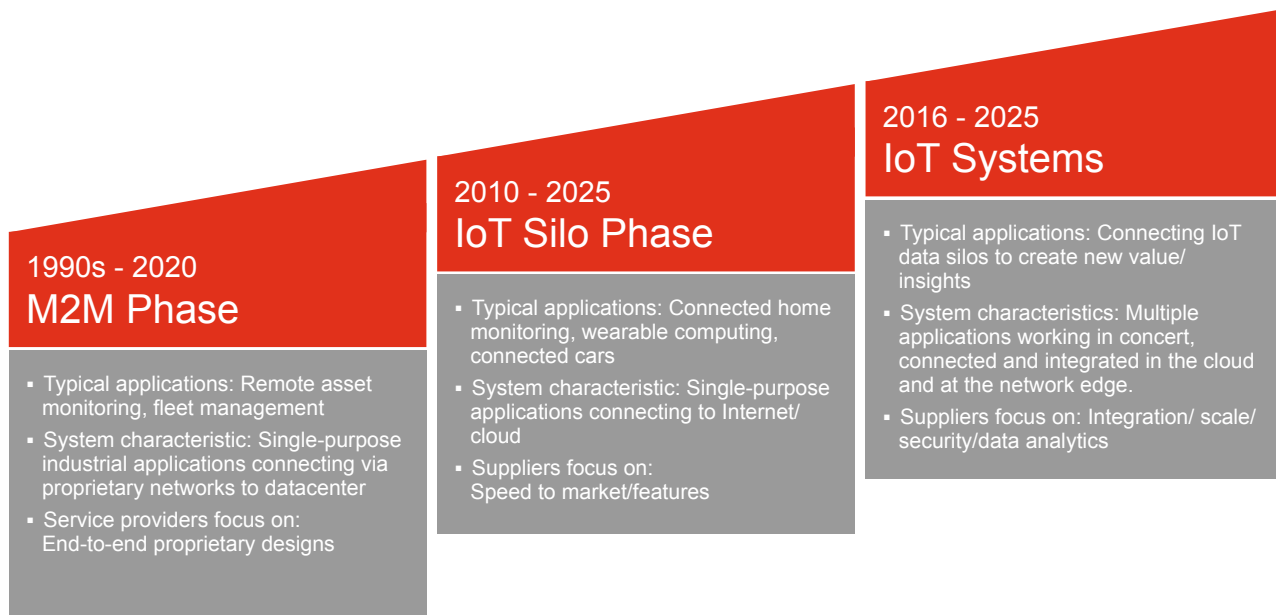 1990s - 2020
M2M Phase
▪ Typical applications: Remote asset
monitoring, fleet management
▪ System characteristic: Single-purpose
industrial applications connecting via
proprietary networks to datacenter
▪ Service providers focus on:
End-to-end proprietary designs
2010 - 2025
IoT Silo Phase
▪ Typical applications: Connected home
monitoring, wearable computing,
connected cars
▪ System characteristic: Single-purpose
applications connecting to Internet/
cloud
▪ Suppliers focus on:
Speed to market/features
2016 - 2025
IoT Systems
▪ Typical applications: Connecting IoT
data silos to create new value/
insights
▪ System characteristics: Multiple
applications working in concert,
connected and integrated in the cloud
and at the network edge.
▪ Suppliers focus on: Integration/ scale/
security/data analytics